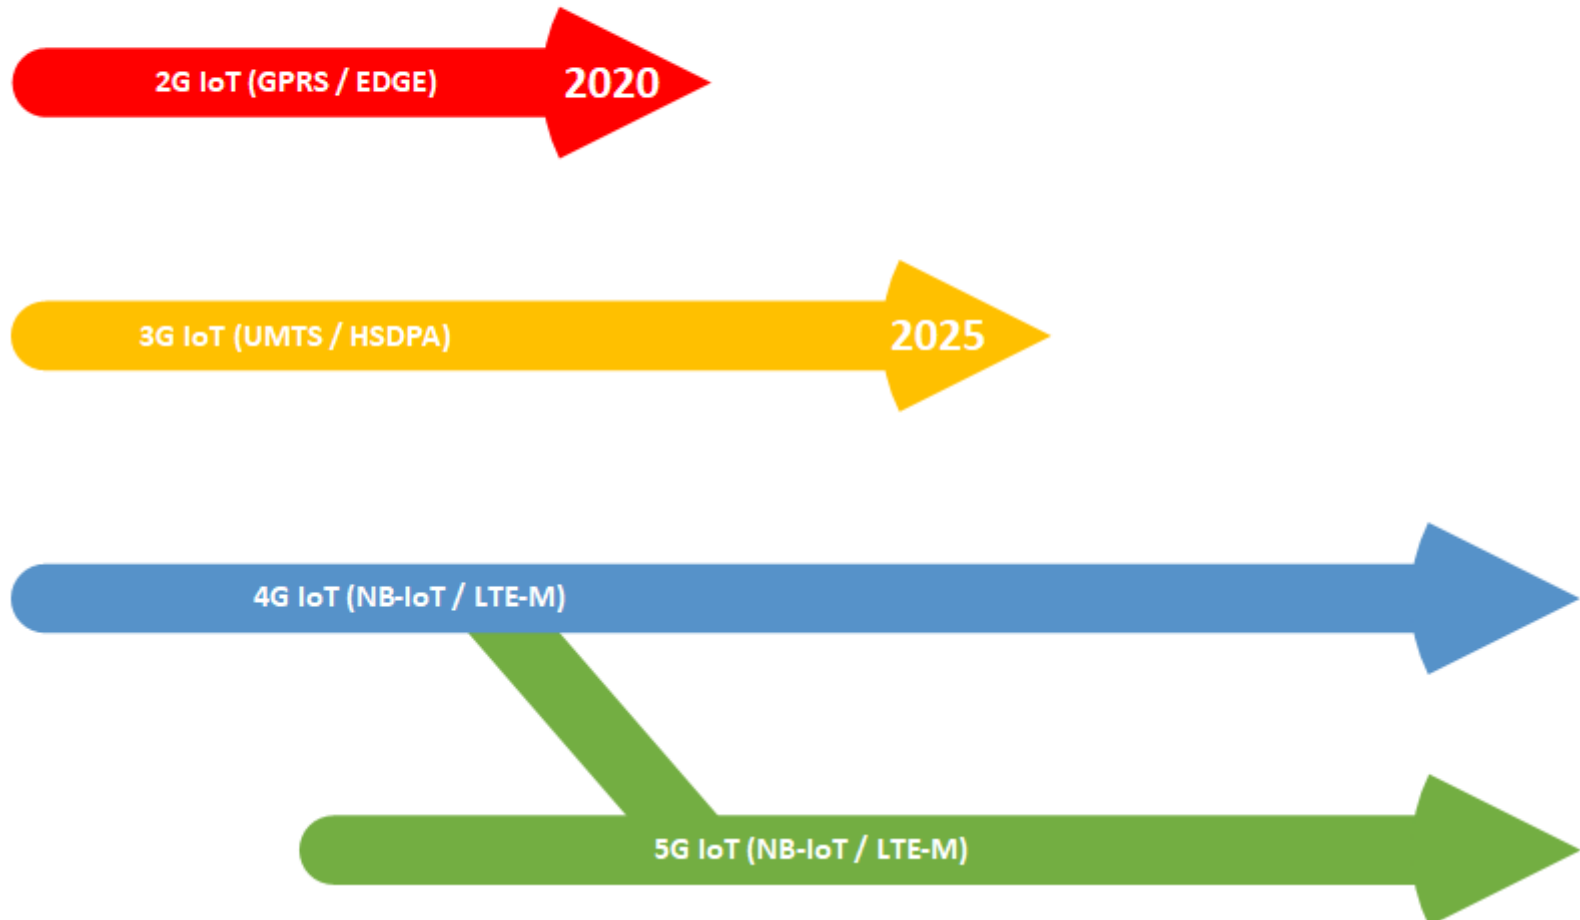 2G IoT (GPRS / EDGE)
2020
3G IoT (UMTS / HSDPA)
2025
4G IoT (NB-IoT / LTE-M)
5G IoT (NB-IoT / LTE-M)